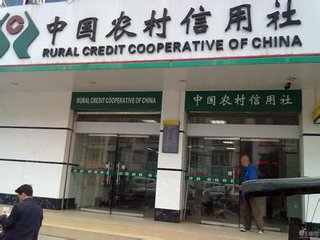 中国农村信用社
RURAL CREDIT COOPERATIVE OF CHINA
RURAL CREDIT COOPERATIVE OF CHINA
中国农村信用社